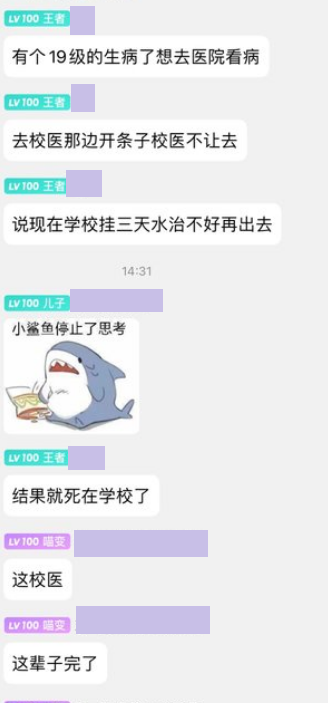 LV100 王者
有个19级的生病了想去医院看病
LV100 王者
去校医那边开条子校医不让去
LV100 王者
说现在学校挂三天水治不好再出去
14:31
LV100 儿子
小鲨鱼停止了思考
LV100 王者
结果就死在学校了
LV100 喵变
这校医
LV100 喵变
这辈子完了